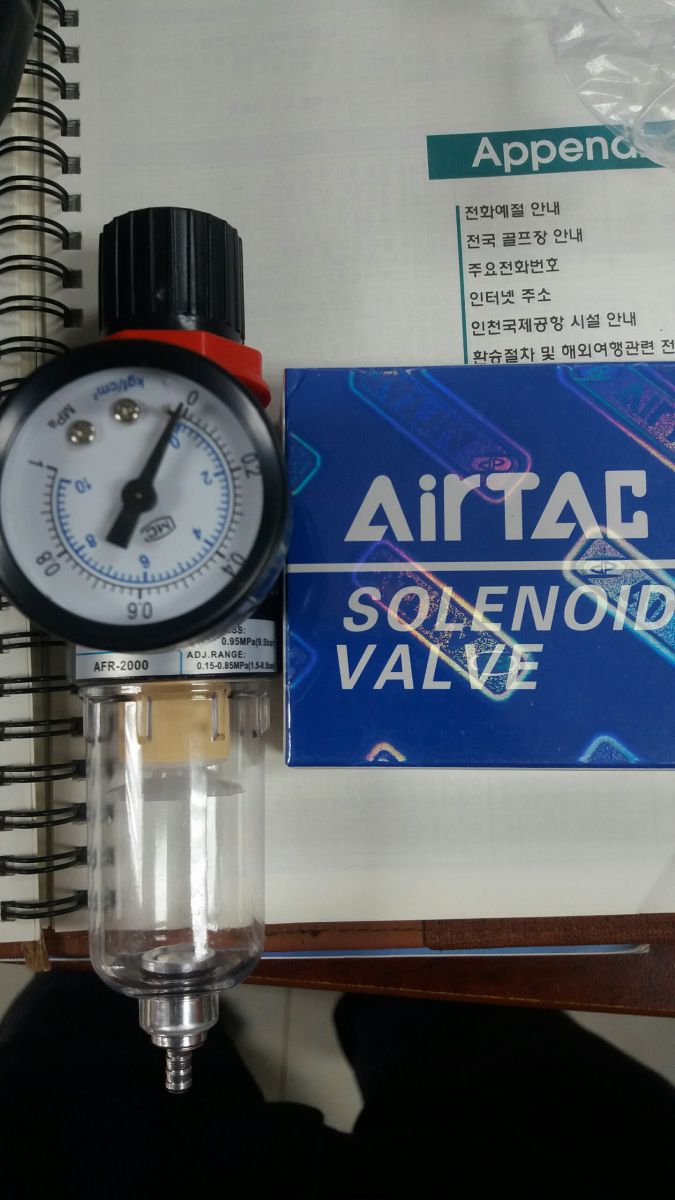 Append
전화예절 안내
전국 골프장 안내
주요전화번호
인터넷 주소
인천국제공항 시설 안내
환승절차 및 해외여행관련 전
AirTAC
SOLENOID
VALVE
kgf/cm²
MPa
0
0.2
0.4
0.6
0.8
1
0
2
4
6
8
10
MC.
0.95MPa(9.5bar)
AFR-2000
ADJ.RANGE:
0.15-0.85MPa(1.5-8.5bar)